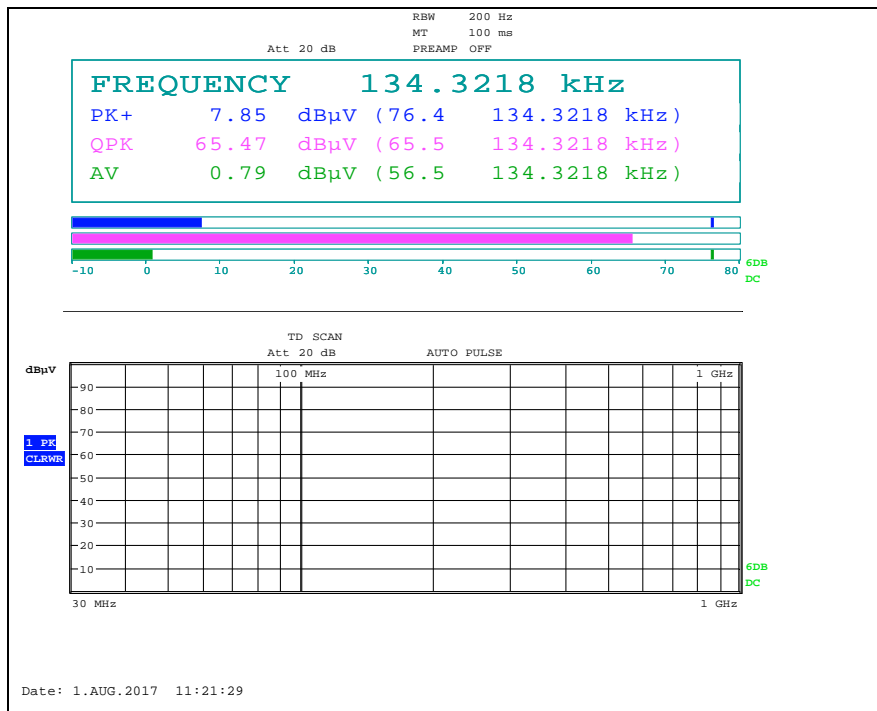 RBW 200 Hz
MT 100 ms
Att 20 dB PREAMP OFF
FREQUENCY 134.3218 kHz
PK+ 7.85 dBµV (76.4 134.3218 kHz)
QPK 65.47 dBµV (65.5 134.3218 kHz)
AV 0.79 dBµV (56.5 134.3218 kHz)
-10 0 10 20 30 40 50 60 70 80
6DB
DC
TD SCAN
Att 20 dB AUTO PULSE
dBµV
100 MHz 1 GHz
90
80
70
1 PK
CLRWR
60
50
40
30
20
10
6DB
DC
30 MHz 1 GHz
Date: 1.AUG.2017 11:21:29